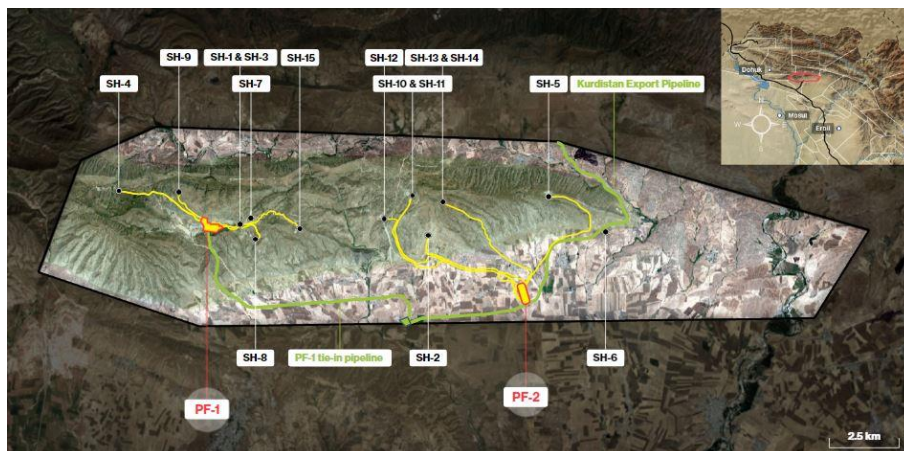 SH-9
SH-1 & SH-3
SH-15
SH-12
SH-13 & SH-14
SH-4
SH-7
SH-10 & SH-11
SH-5
Kurdistan Export Pipeline
Dohuk
Mosul
Erbil
N
W
E
S
SH-8
PF-1 tie-in pipeline
SH-2
SH-6
PF-1
PF-2
2.5 km